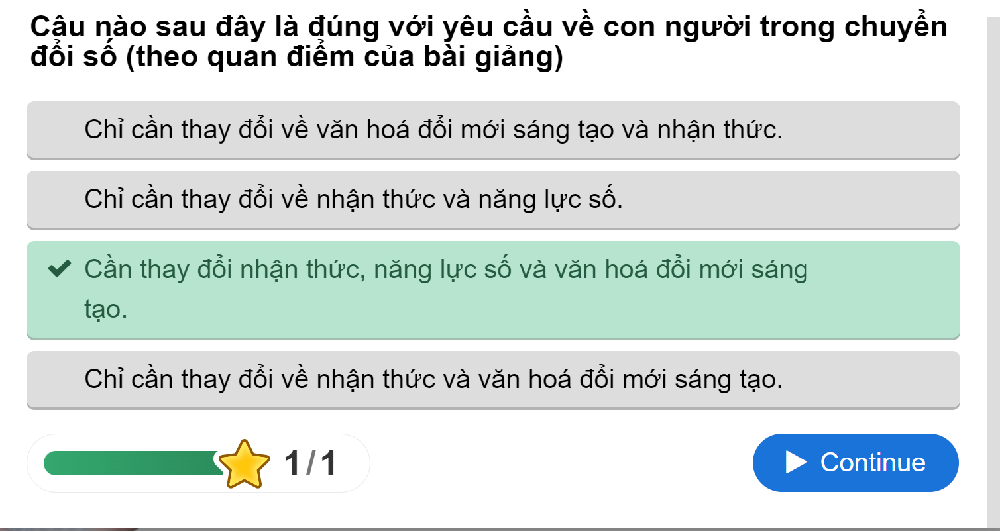 Câu nào sau đây là đúng với yêu cầu về con người trong chuyển
đổi số (theo quan điểm của bài giảng)
Chỉ cần thay đổi về văn hoá đổi mới sáng tạo và nhận thức.
Chỉ cần thay đổi về nhận thức và năng lực số.
Cần thay đổi nhận thức, năng lực số và văn hoá đổi mới sáng
tạo.
Chỉ cần thay đổi về nhận thức và văn hoá đổi mới sáng tạo.
1/1
Continue